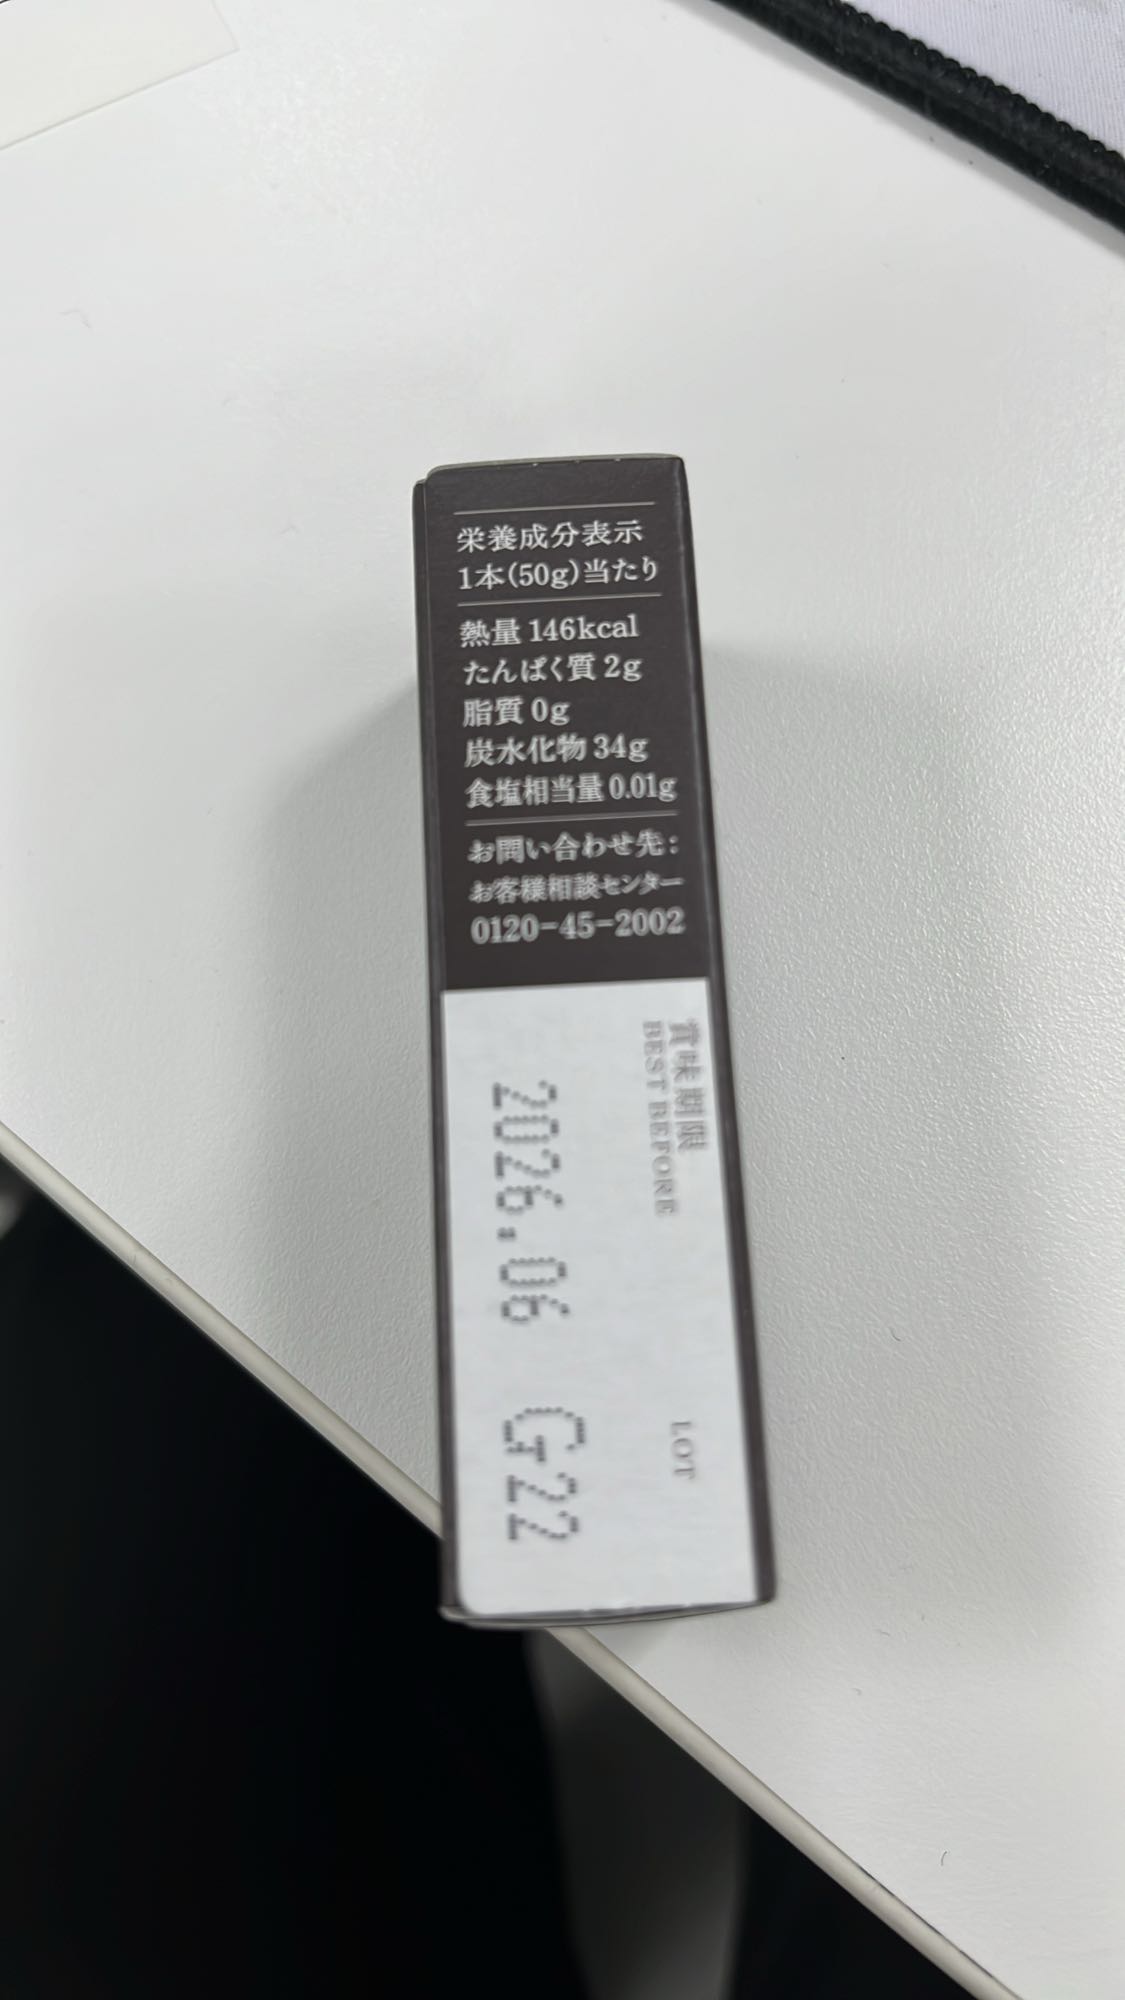 栄養成分表示
1本(50g)当たり
熱量 146kcal
たんぱく質 2g
脂質 0g
炭水化物 34g
食塩相当量 0.01g
お問い合わせ先:
お客様相談センター
0120-45-2002
賞味期限
BEST BEFORE
LOT
2026.06 G22